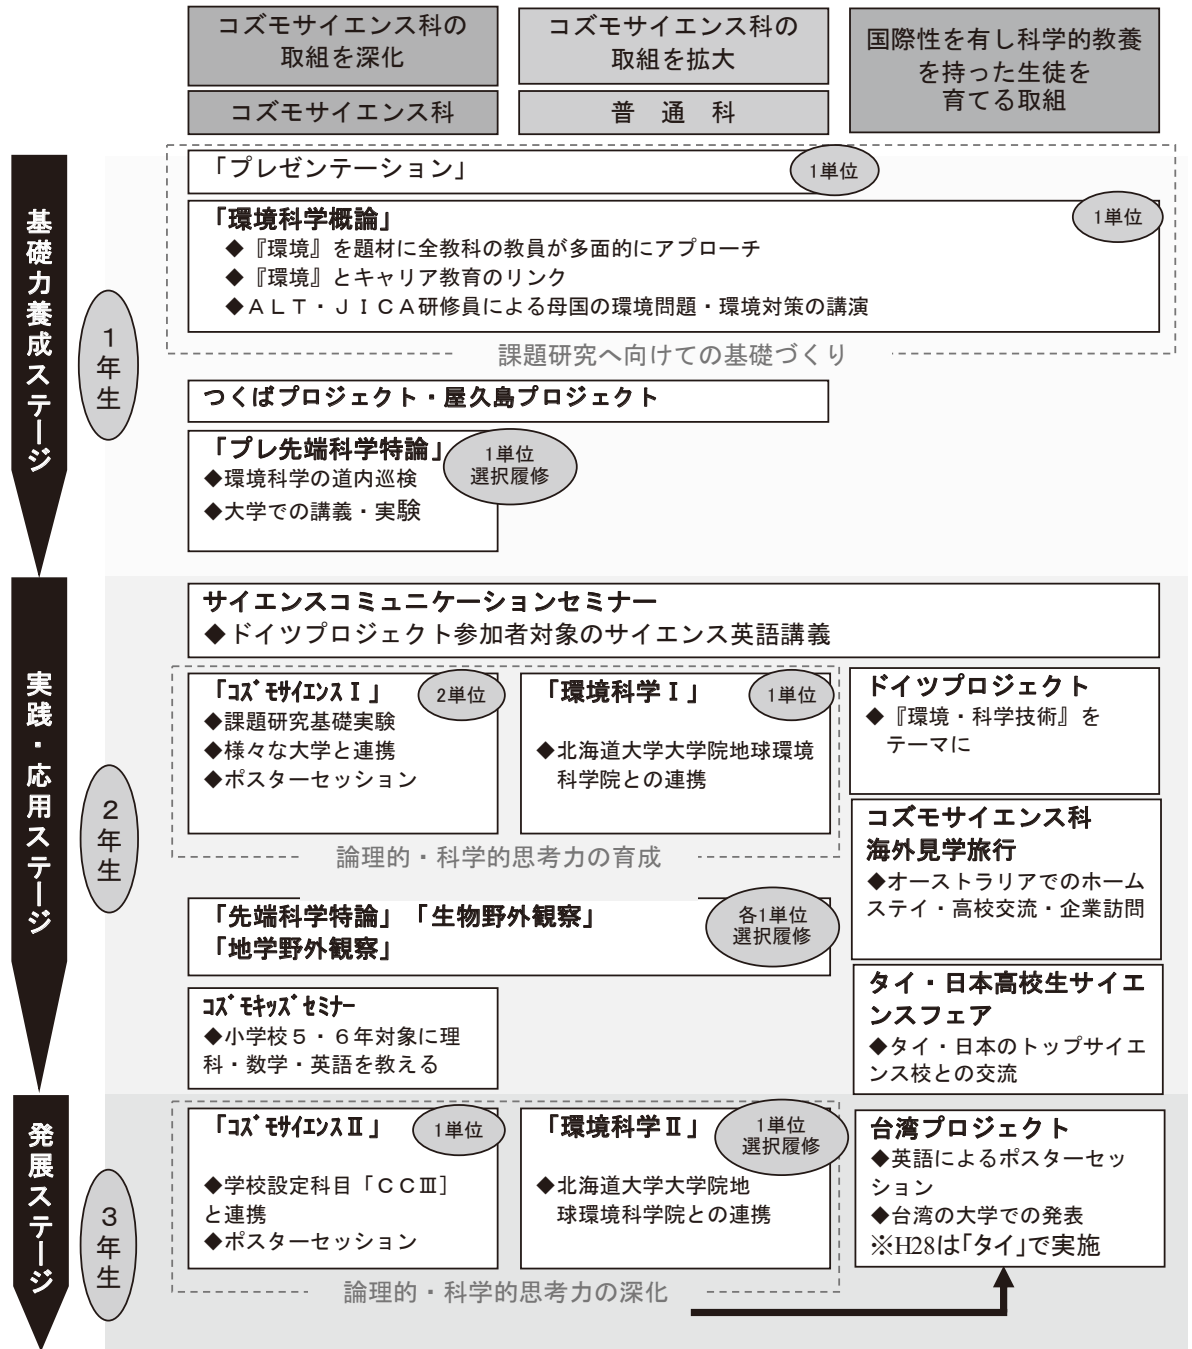 コズモサイエンス科の
取組を深化
コズモサイエンス科の
取組を拡大
国際性を有し科学的教養
を持った生徒を
育てる取組
コズモサイエンス科
普　通　科
基礎力養成ステージ
1
年
生
「プレゼンテーション」
1単位
「環境科学概論」
1単位
◆『環境』を題材に全教科の教員が多面的にアプローチ
◆『環境』とキャリア教育のリンク
◆ＡＬＴ・ＪＩＣＡ研修員による母国の環境問題・環境対策の講演
課題研究へ向けての基礎づくり
つくばプロジェクト・屋久島プロジェクト
「プレ先端科学特論」
1単位
選択履修
◆環境科学の道内巡検
◆大学での講義・実験
実践・応用ステージ
2
年
生
サイエンスコミュニケーションセミナー
◆ドイツプロジェクト参加者対象のサイエンス英語講義
「ｺｽﾞﾓｻｲｴﾝｽⅠ」
2単位
◆課題研究基礎実験
◆様々な大学と連携
◆ポスターセッション
「環境科学Ⅰ」
1単位
◆北海道大学大学院地球環境
科学院との連携
論理的・科学的思考力の育成
ドイツプロジェクト
◆『環境・科学技術』を
テーマに
コズモサイエンス科
海外見学旅行
◆オーストラリアでのホーム
ステイ・高校交流・企業訪問
「先端科学特論」「生物野外観察」
「地学野外観察」
各1単位
選択履修
タイ・日本高校生サイエ
ンスフェア
◆タイ・日本のトップサイエ
ンス校との交流
ｺｽﾞﾓｷｯｽﾞｾﾐﾅｰ
◆小学校５・６年対象に理
科・数学・英語を教える
発展ステージ
3
年
生
「ｺｽﾞﾓｻｲｴﾝｽⅡ」
1単位
◆学校設定科目「ＣＣⅢ］
と連携
◆ポスターセッション
「環境科学Ⅱ」
1単位
選択履修
◆北海道大学大学院地
球環境科学院との連携
論理的・科学的思考力の深化
台湾プロジェクト
◆英語によるポスターセッ
ション
◆台湾の大学での発表
※H28は「タイ」で実施